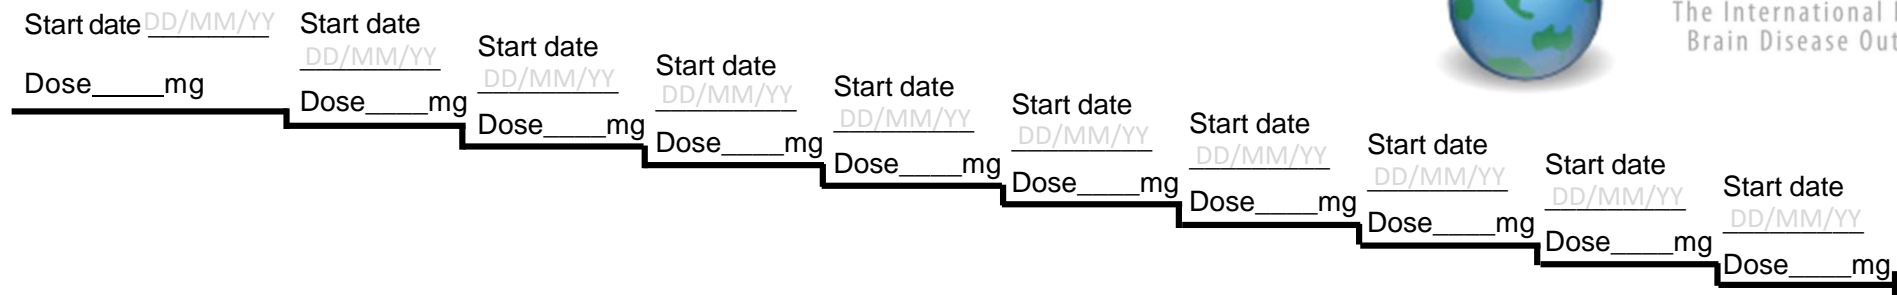 Start date DD/MM/YY
Dose_____mg
Start date
DD/MM/YY
Dose____mg
Start date
DD/MM/YY
Dose____mg
Start date
DD/MM/YY
Dose____mg
Start date
DD/MM/YY
Dose____mg
Start date
DD/MM/YY
Dose____mg
Start date
DD/MM/YY
Dose____mg
Start date
DD/MM/YY
Dose____mg
Start date
DD/MM/YY
Dose____mg
Start date
DD/MM/YY
Dose____mg
The International
Brain Disease